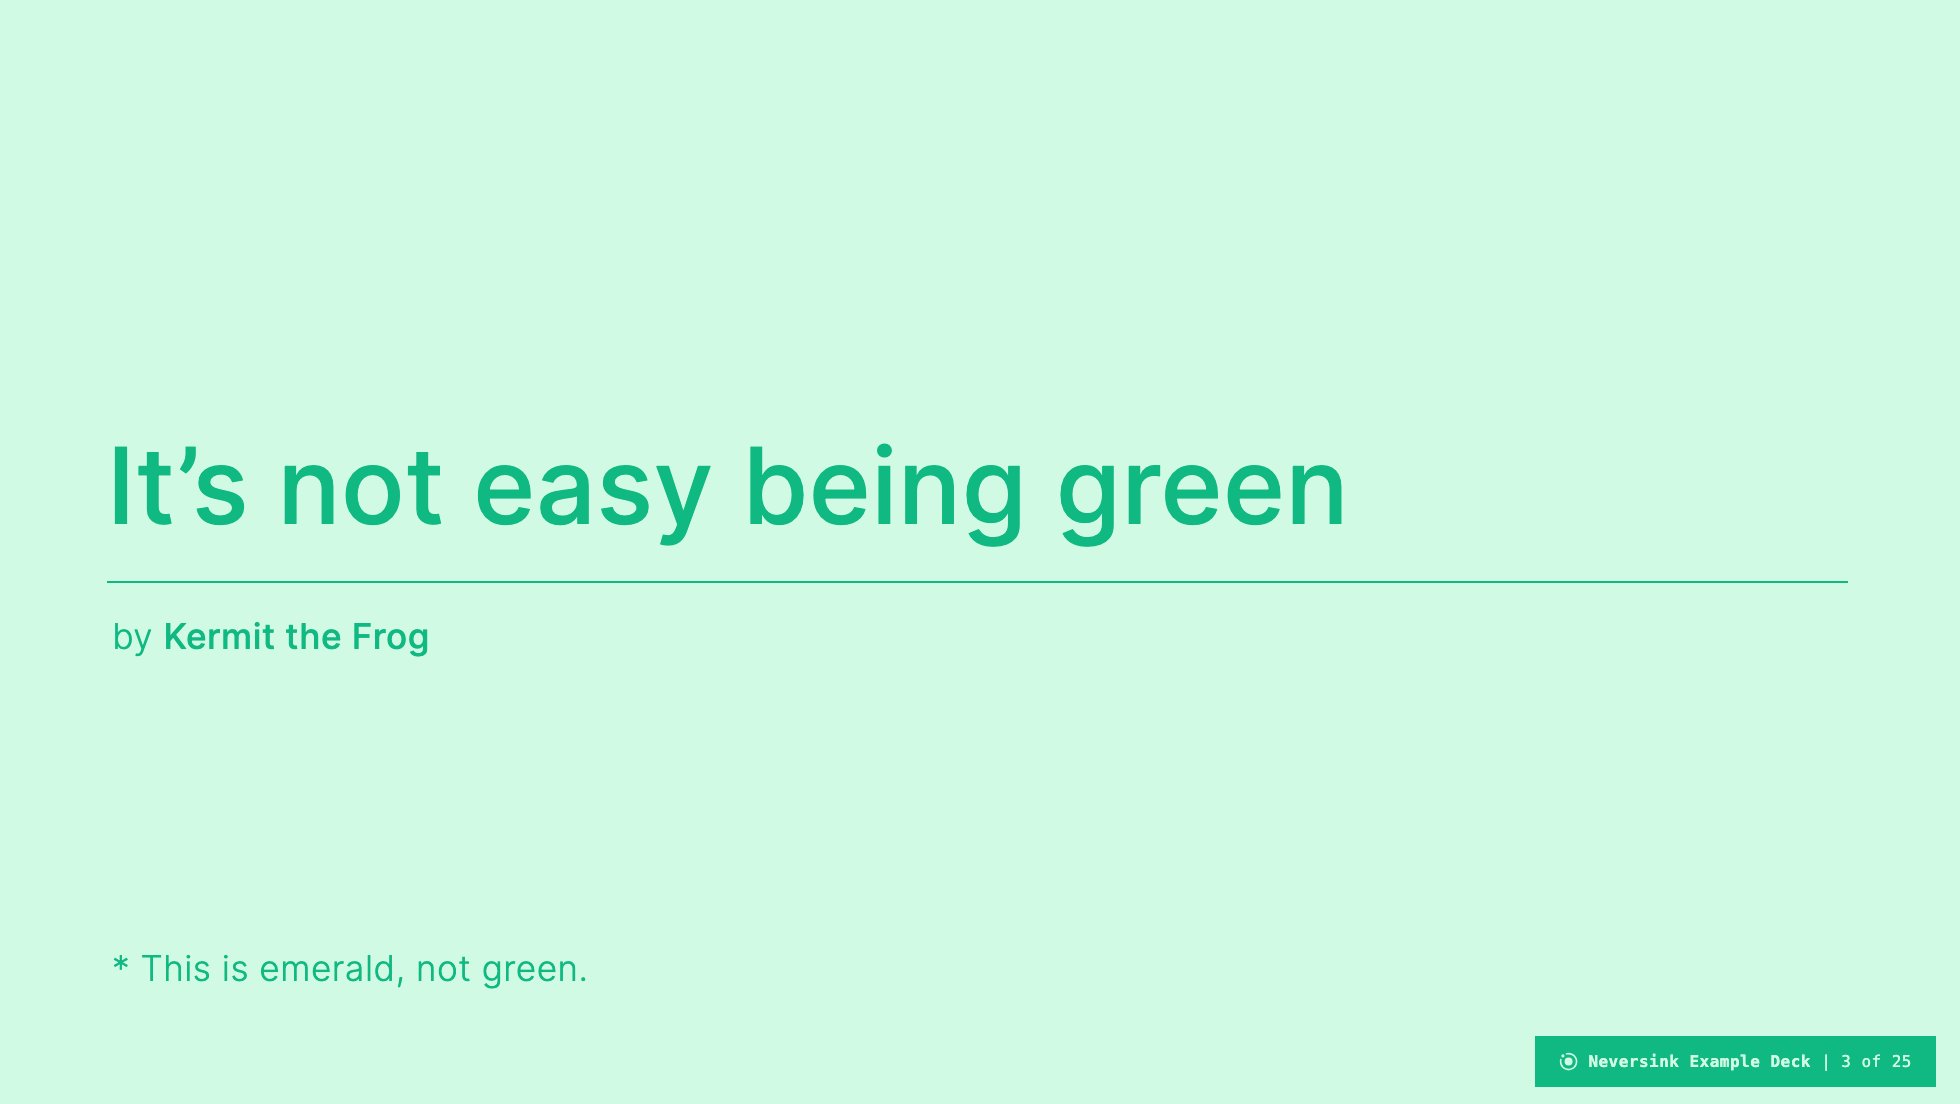 It’s not easy being green
by Kermit the Frog
* This is emerald, not green.
Neversink Example Deck | 3 of 25